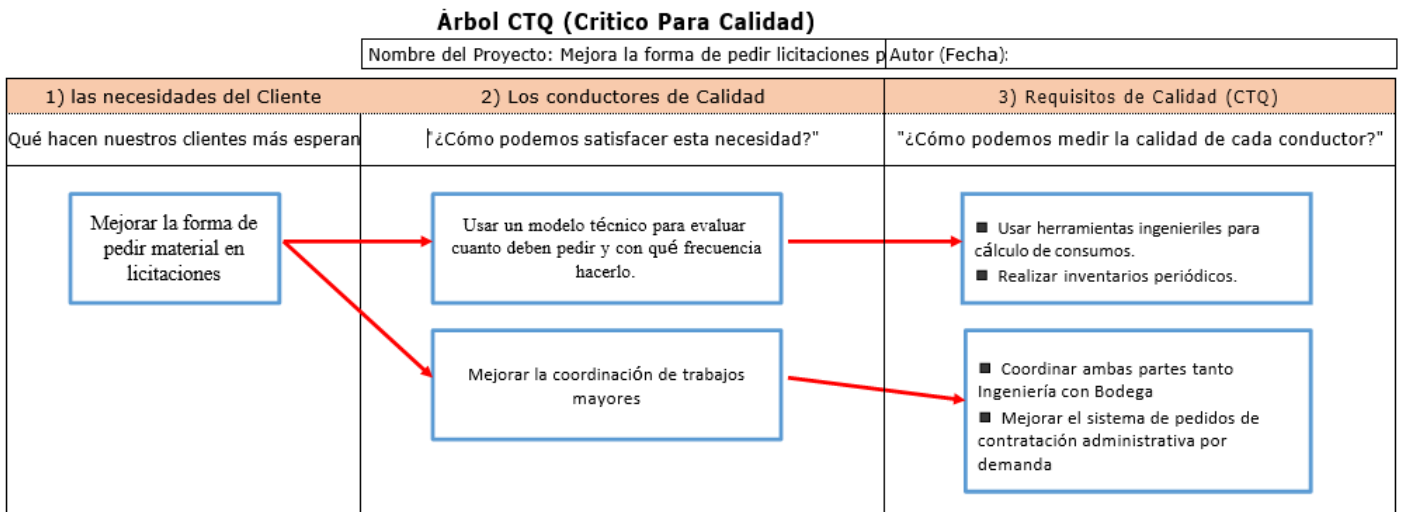 Árbol CTQ (Critico Para Calidad)
Nombre del Proyecto: Mejora la forma de pedir licitaciones p
Autor (Fecha):
1) las necesidades del Cliente
2) Los conductores de Calidad
3) Requisitos de Calidad (CTQ)
Qué hacen nuestros clientes más esperan
"¿Cómo podemos satisfacer esta necesidad?"
"¿Cómo podemos medir la calidad de cada conductor?"
Mejorar la forma de
pedir material en
licitaciones
Usar un modelo técnico para evaluar
cuanto deben pedir y con qué frecuencia
hacerlo.
■ Usar herramientas ingenieriles para
cálculo de consumos.
■ Realizar inventarios periódicos.
Mejorar la coordinación de trabajos
mayores
■ Coordinar ambas partes tanto
Ingeniería con Bodega
■ Mejorar el sistema de pedidos de
contratación administrativa por
demanda